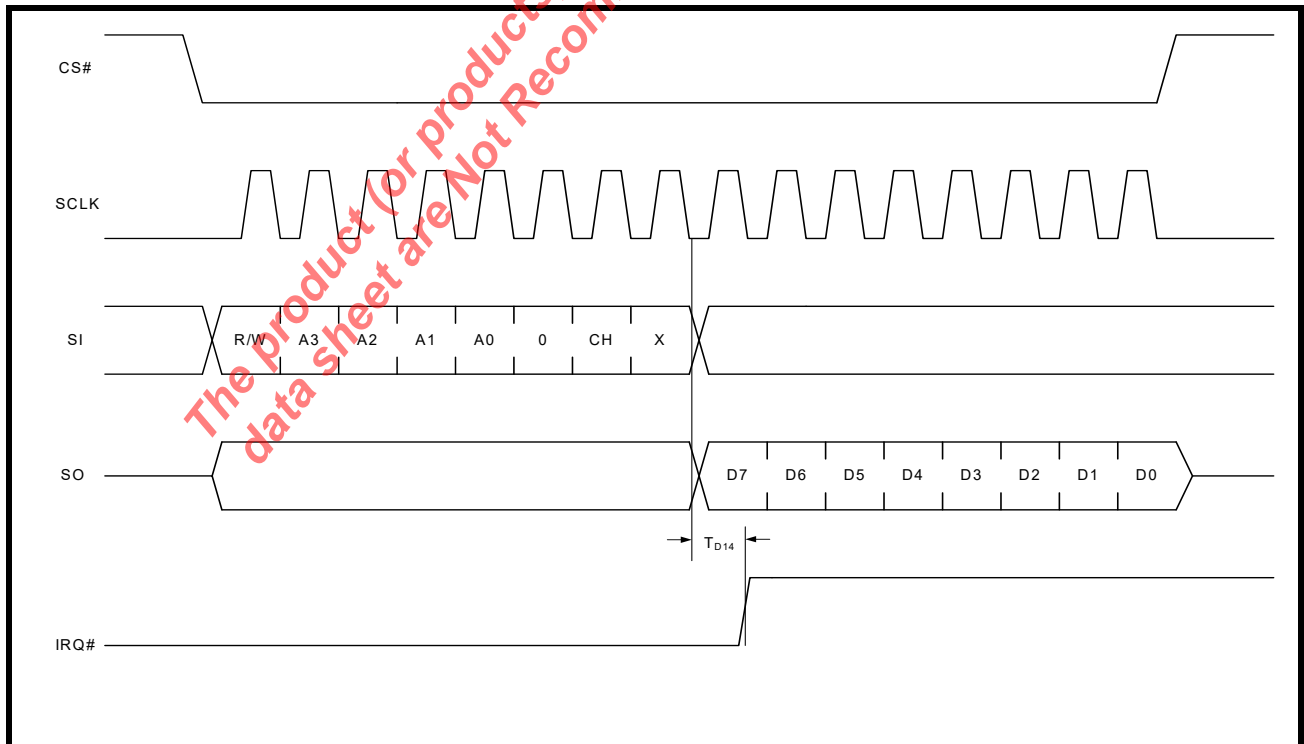 CS#
SCLK
SI
R/W A3 A2 A1 A0 0 CH X
SO
D7 D6 D5 D4 D3 D2 D1 D0
TD14
IRQ#
The product (or products
data sheet are Not Recom